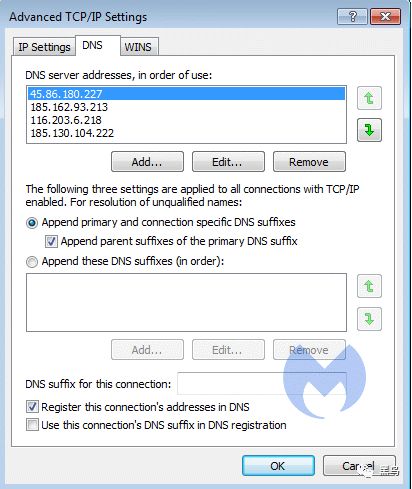 Advanced TCP/IP Settings
IP Settings DNS WINS
DNS server addresses, in order of use:
45.86.180.227
185.162.93.213
116.203.6.218
185.130.104.222
Add... Edit... Remove
The following three settings are applied to all connections with TCP/IP
enabled. For resolution of unqualified names:
Append primary and connection specific DNS suffixes
Append parent suffixes of the primary DNS suffix
Append these DNS suffixes (in order):
Add... Edit... Remove
DNS suffix for this connection:
Register this connection's addresses in DNS
Use this connection's DNS suffix in DNS registration
OK Cancel
黑鸟